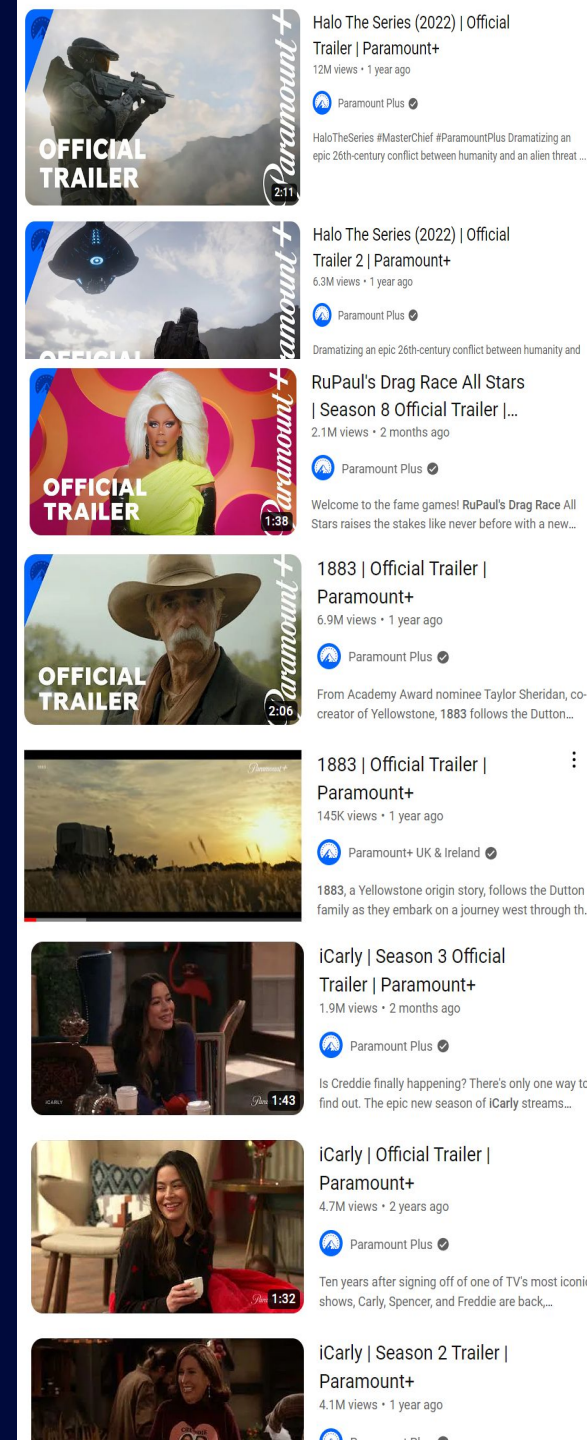 Halo The Series (2022) | Official
Trailer | Paramount+
12M views • 1 year ago
Paramount Plus
HaloTheSeries #MasterChief #ParamountPlus Dramatizing an
epic 26th-century conflict between humanity and an alien threat ...
OFFICIAL
TRAILER
Paramount+
2:11
Halo The Series (2022) | Official
Trailer 2 | Paramount+
6.3M views • 1 year ago
Paramount Plus
Dramatizing an epic 26th-century conflict between humanity and
OFFICIAL
RuPaul's Drag Race All Stars
| Season 8 Official Trailer |...
2.1M views • 2 months ago
Paramount Plus
Welcome to the fame games! RuPaul's Drag Race All
Stars raises the stakes like never before with a new...
OFFICIAL
TRAILER
Paramount+
1:38
1883 | Official Trailer |
Paramount+
6.9M views • 1 year ago
Paramount Plus
From Academy Award nominee Taylor Sheridan, co-
creator of Yellowstone, 1883 follows the Dutton...
OFFICIAL
TRAILER
Paramount+
2:06
1883 | Official Trailer |
Paramount+
145K views • 1 year ago
Paramount+ UK & Ireland
1883, a Yellowstone origin story, follows the Dutton
family as they embark on a journey west through th.
Paramount+
iCarly | Season 3 Official
Trailer | Paramount+
1.9M views • 2 months ago
Paramount Plus
Is Creddie finally happening? There's only one way to
find out. The epic new season of iCarly streams...
iCARLY
1:43
iCarly | Official Trailer |
Paramount+
4.7M views • 2 years ago
Paramount Plus
Ten years after signing off of one of TV's most iconic
shows, Carly, Spencer, and Freddie are back,...
1:32
iCarly | Season 2 Trailer |
Paramount+
4.1M views • 1 year ago